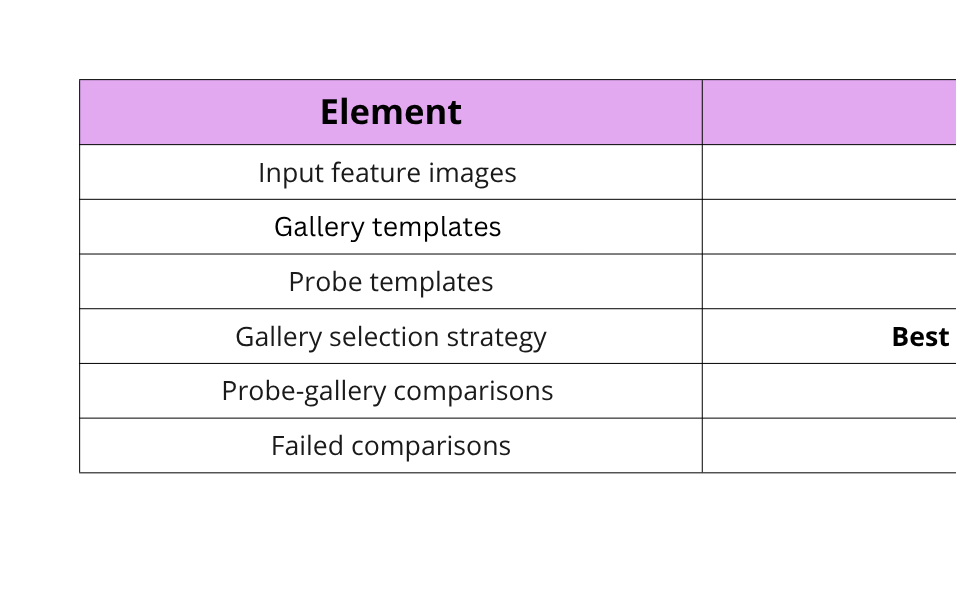 Element
Input feature images
Gallery templates
Probe templates
Gallery selection strategy Best
Probe-gallery comparisons
Failed comparisons